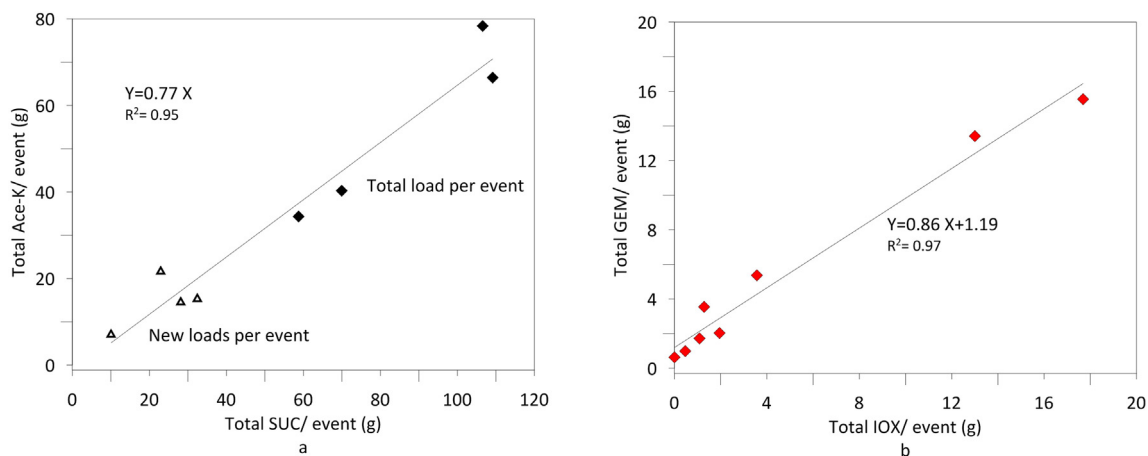 80
60
40
20
0
Total Ace-K/ event (g)
Y=0.77 X
R²= 0.95
Total load per event
New loads per event
0 20 40 60 80 100 120
Total SUC/ event (g)
a
20
16
12
8
4
0
Total GEM/ event (g)
Y=0.86 X+1.19
R²= 0.97
0 4 8 12 16 20
Total IOX/ event (g)
b